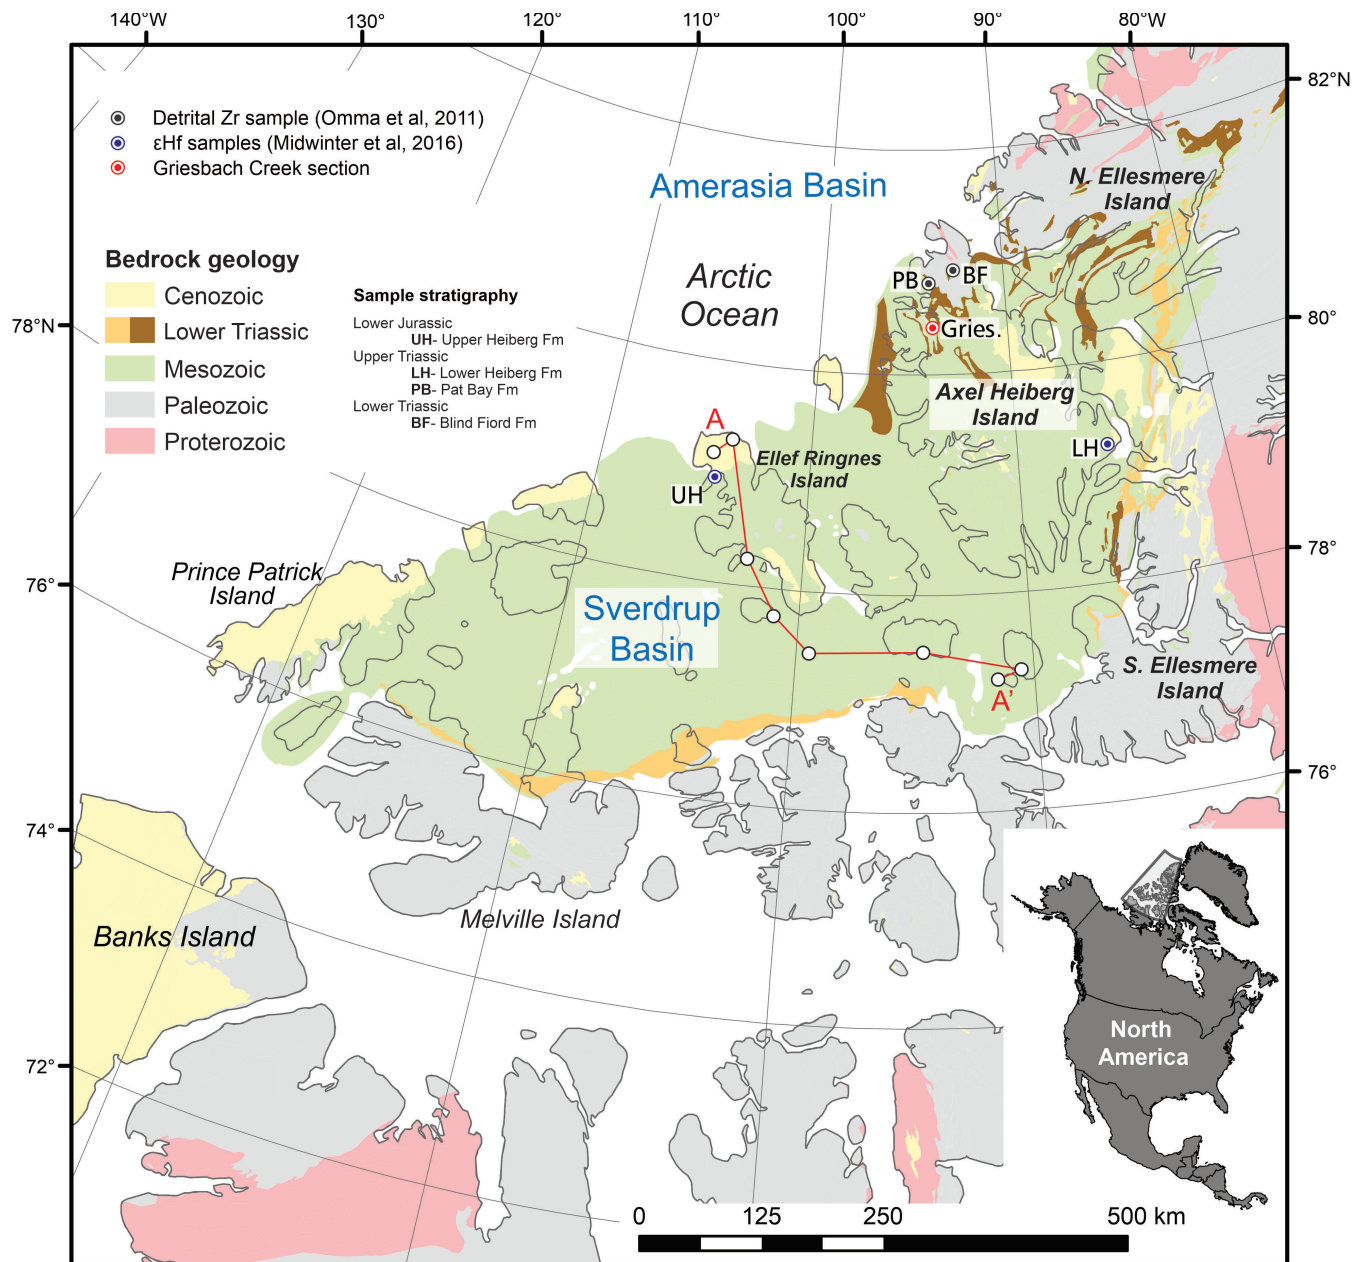 140°W
130°
120°
110°
100°
90°
80°W
82°N
80°
78°
76°
78°N
76°
74°
72°
Detrital Zr sample (Omma et al, 2011)
εHf samples (Midwinter et al, 2016)
Griesbach Creek section
Bedrock geology
Cenozoic
Lower Triassic
Mesozoic
Paleozoic
Proterozoic
Sample stratigraphy
Lower Jurassic
UH- Upper Heiberg Fm
Upper Triassic
LH- Lower Heiberg Fm
PB- Pat Bay Fm
Lower Triassic
BF- Blind Fiord Fm
Amerasia Basin
Arctic
Ocean
N. Ellesmere
Island
PB
BF
Gries.
Axel Heiberg
Island
LH
A
Ellef Ringnes
Island
UH
Prince Patrick
Island
Sverdrup
Basin
S. Ellesmere
Island
A'
Melville Island
Banks Island
North
America
0
125
250
500 km